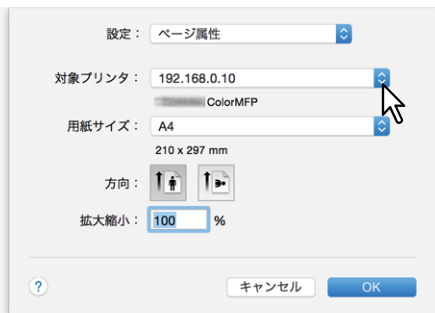 設定： ページ属性
対象プリンタ： 192.168.0.10
ColorMFP
用紙サイズ： A4
210 x 297 mm
方向：
拡大縮小： 100 %
? キャンセル OK